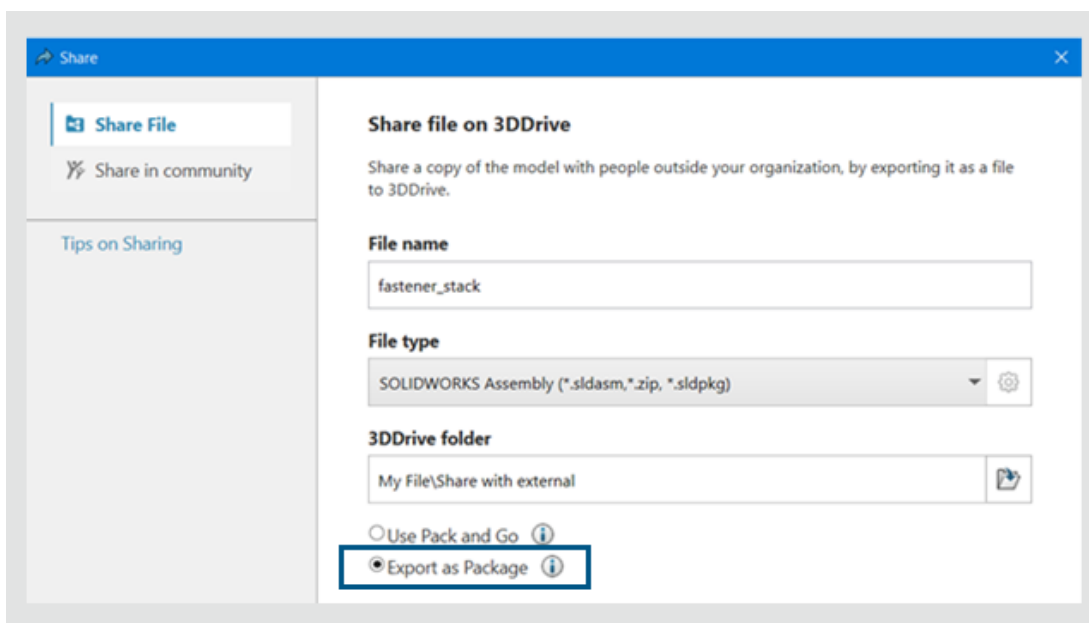 Share
Share File
Share in community
Tips on Sharing
Share file on 3DDrive
Share a copy of the model with people outside your organization, by exporting it as a file
to 3DDrive.
File name
fastener_stack
File type
SOLIDWORKS Assembly (*.sldasm,*.zip, *.sldpkg)
3DDrive folder
My File\Share with external
Use Pack and Go
Export as Package